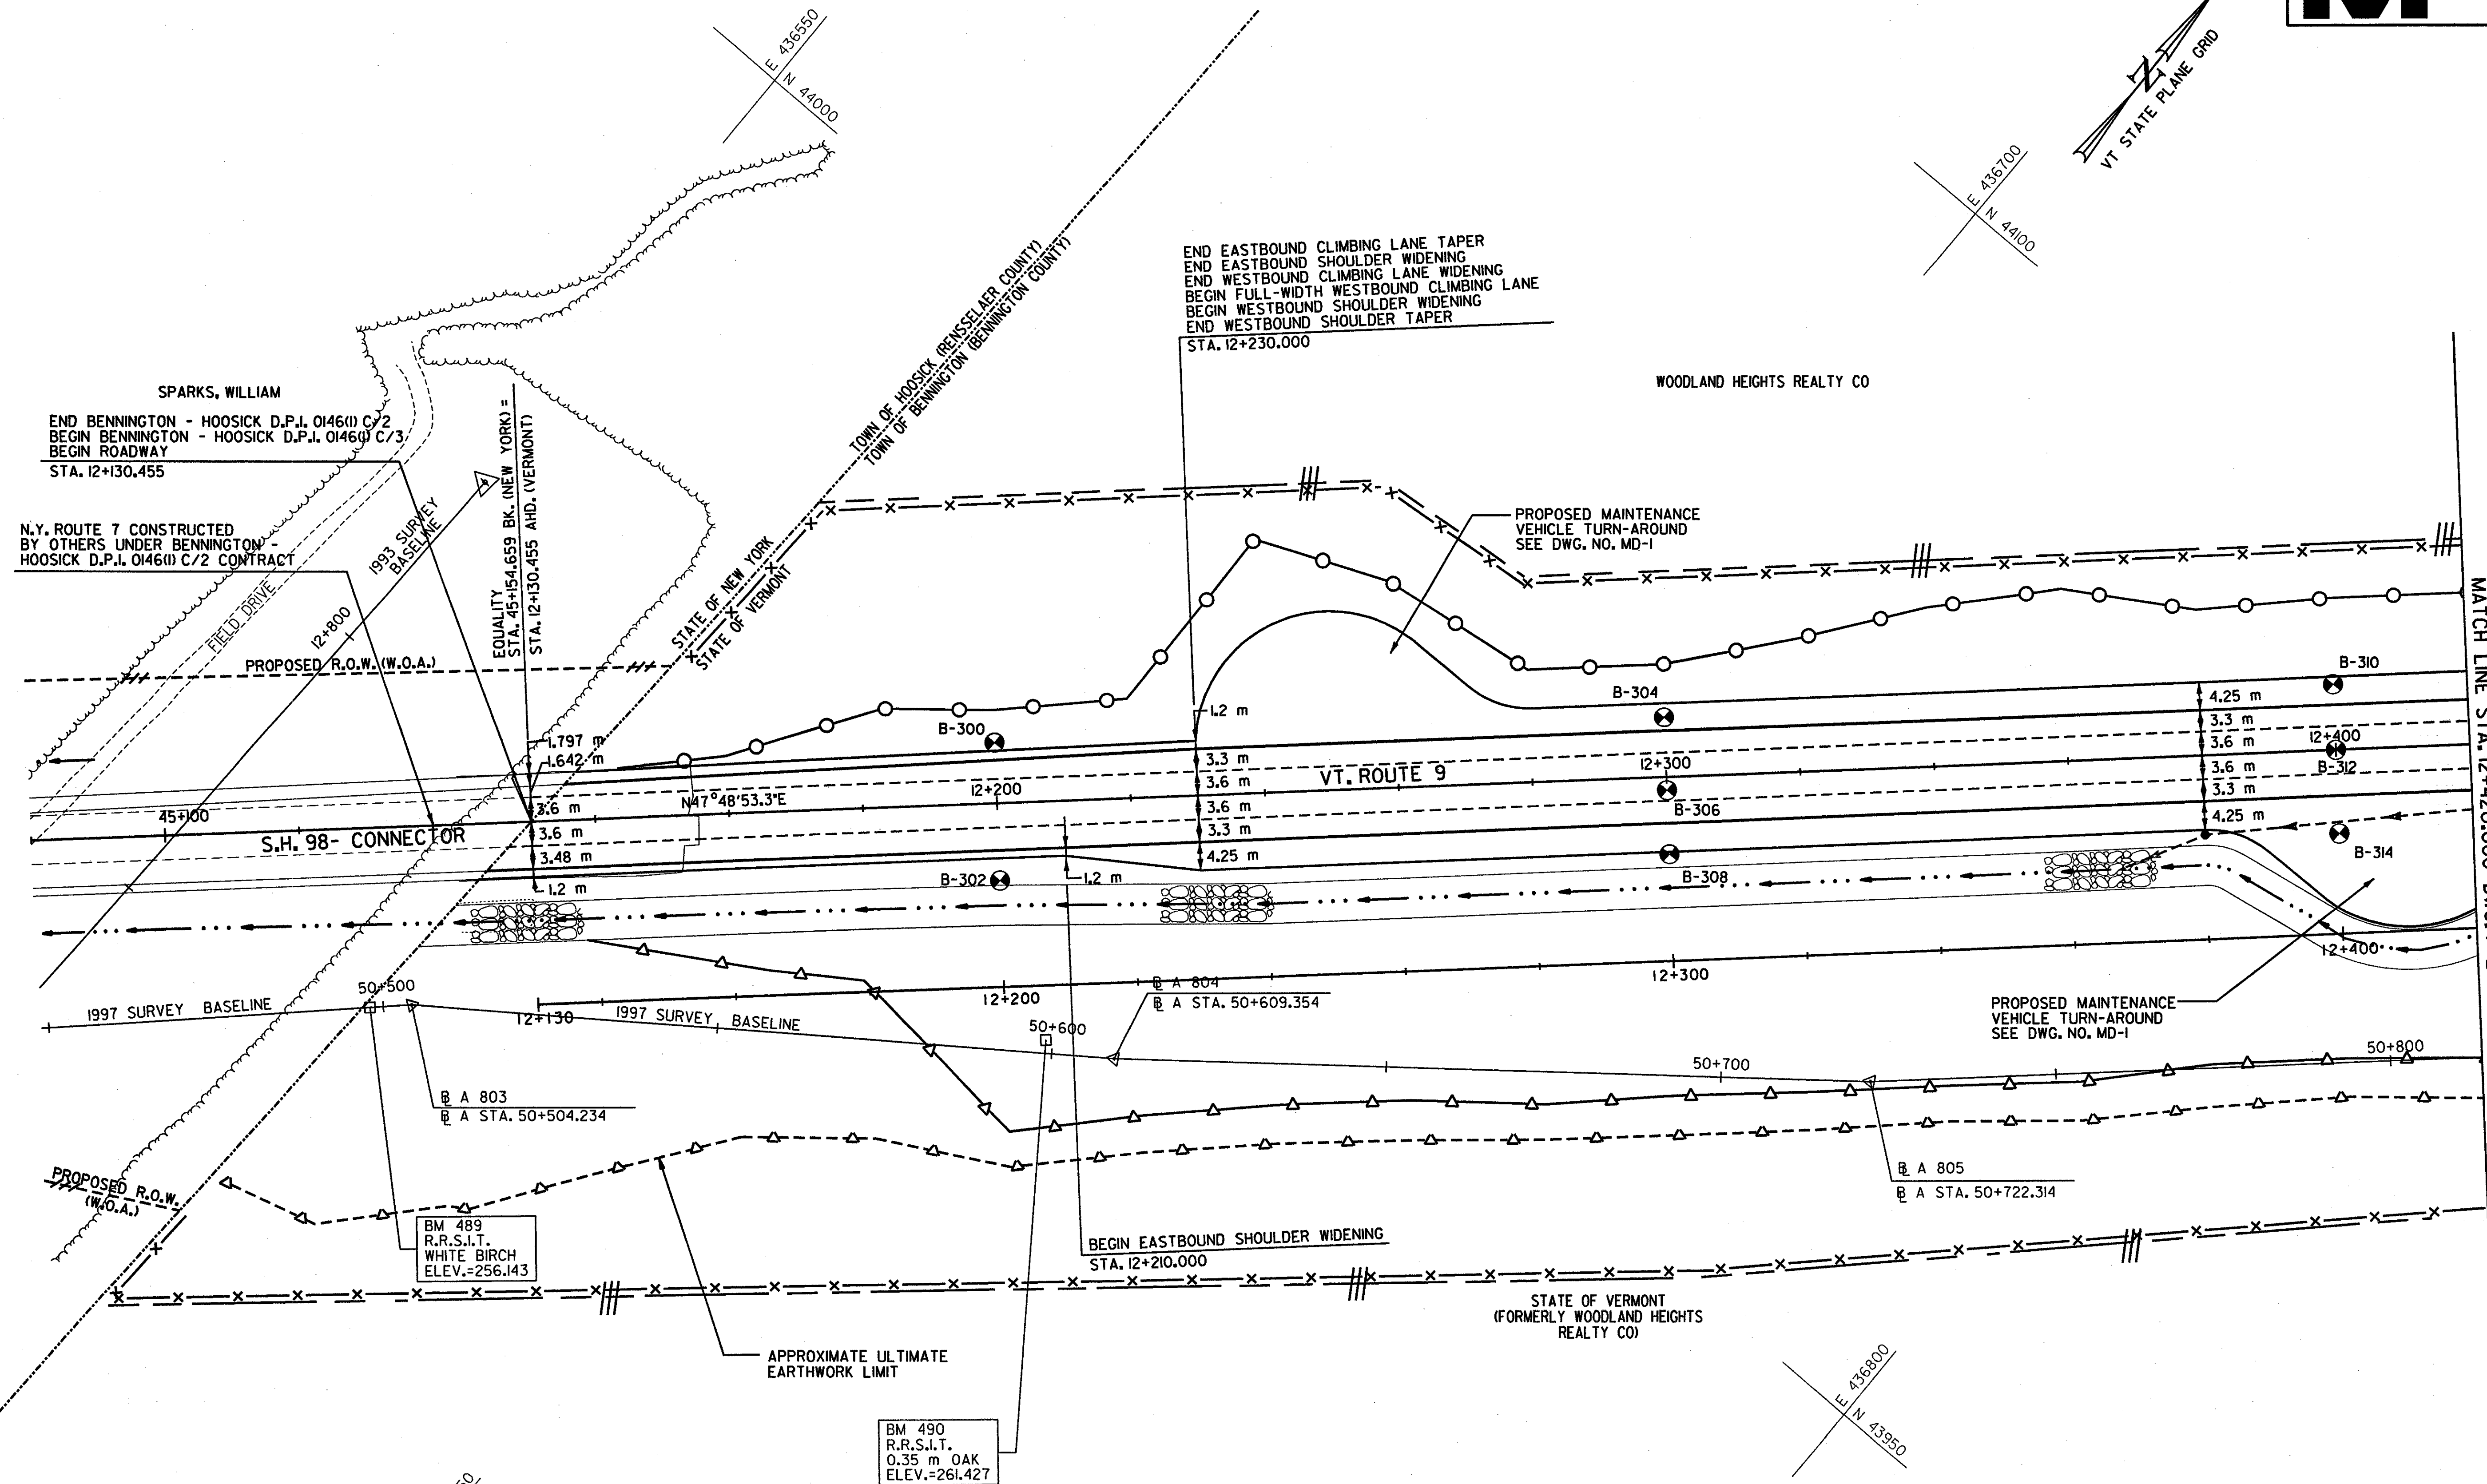 E 436550
N 44000
N
VT STATE PLANE GRID
E 436700
N 44100
TOWN OF HOOSICK (RENSSELAER COUNTY)
TOWN OF BENNINGTON (BENNINGTON COUNTY)
END EASTBOUND CLIMBING LANE TAPER
END EASTBOUND SHOULDER WIDENING
END WESTBOUND CLIMBING LANE WIDENING
BEGIN FULL-WIDTH WESTBOUND CLIMBING LANE
BEGIN WESTBOUND SHOULDER WIDENING
END WESTBOUND SHOULDER TAPER
STA. 12+230.000
WOODLAND HEIGHTS REALTY CO
SPARKS, WILLIAM
END BENNINGTON - HOOSICK D.P.I. 0146(1) C/2
BEGIN BENNINGTON - HOOSICK D.P.I. 0146(1) C/3
BEGIN ROADWAY
STA. 12+130.455
EQUALITY
STA. 45+154.659 BK. (NEW YORK) =
STA. 12+130.455 AHD. (VERMONT)
N.Y. ROUTE 7 CONSTRUCTED
BY OTHERS UNDER BENNINGTON -
HOOSICK D.P.I. 0146(1) C/2 CONTRACT
1993 SURVEY
BASELINE
FIELD DRIVE
12+800
STATE OF NEW YORK
STATE OF VERMONT
PROPOSED MAINTENANCE
VEHICLE TURN-AROUND
SEE DWG. NO. MD-1
PROPOSED R.O.W. (W.O.A.)
B-300
B-304
B-310
1.2 m
4.25 m
1.797 m
1.642 m
3.3 m
3.3 m
3.6 m
12+400
3.6 m
VT. ROUTE 9
12+300
3.6 m
B-312
3.6 m
N47°48'53.3"E
12+200
3.6 m
B-306
3.3 m
45+100
S.H. 98- CONNECTOR
3.6 m
3.3 m
4.25 m
3.48 m
4.25 m
B-314
1.2 m
B-302
1.2 m
B-308
MATCH LINE STA. 12+420.000
12+400
12+300
12+200
12+130
1997 SURVEY BASELINE
50+500
1997 SURVEY BASELINE
50+600
BL A 804
BL A STA. 50+609.354
PROPOSED MAINTENANCE
VEHICLE TURN-AROUND
SEE DWG. NO. MD-1
50+700
50+800
BL A 803
BL A STA. 50+504.234
BL A 805
BL A STA. 50+722.314
PROPOSED R.O.W.
(W.O.A.)
BM 489
R.R.S.I.T.
WHITE BIRCH
ELEV.=256.143
BEGIN EASTBOUND SHOULDER WIDENING
STA. 12+210.000
STATE OF VERMONT
(FORMERLY WOODLAND HEIGHTS
REALTY CO)
APPROXIMATE ULTIMATE
EARTHWORK LIMIT
E 436800
N 43950
BM 490
R.R.S.I.T.
0.35 m OAK
ELEV.=261.427